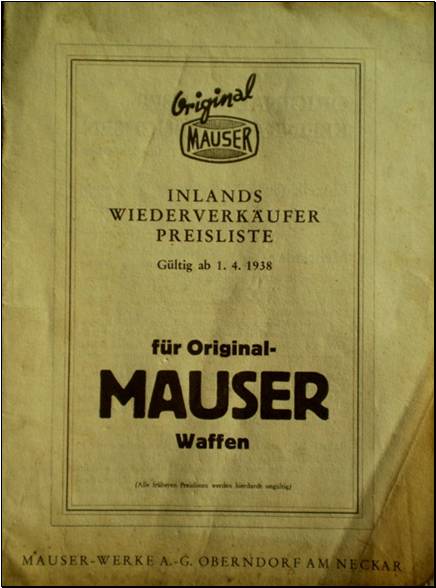 Original
MAUSER
INLANDS
WIEDERVERKÄUFER
PREISLISTE
Gültig ab 1. 4. 1938
für Original-
MAUSER
Waffen
(Alle früheren Preislisten werden hierdurch ungültig)
MAUSER-WERKE A.-G. OBERNDORF AM NECKAR